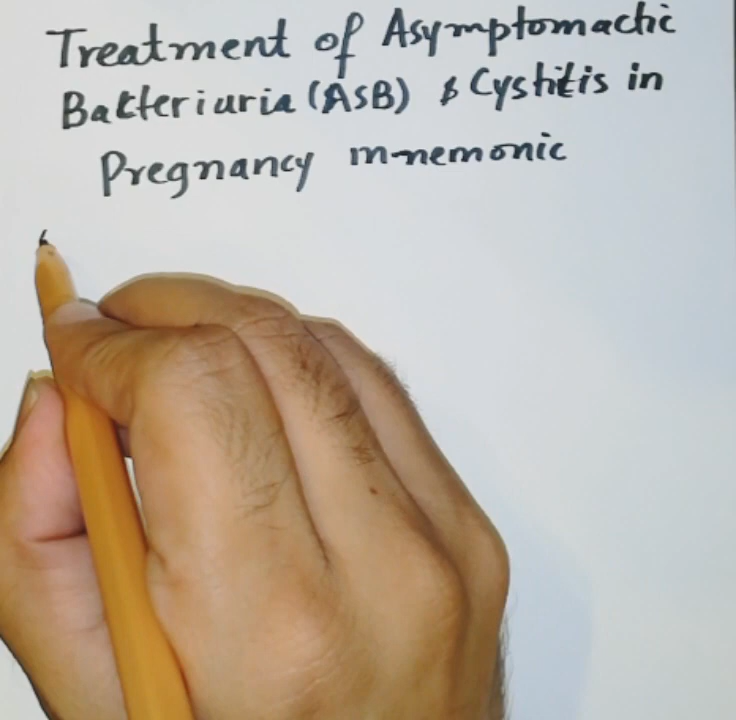 Treatment of Asymptomactic
Bacteriuria (ASB) & Cystitis in
Pregnancy mnemonic